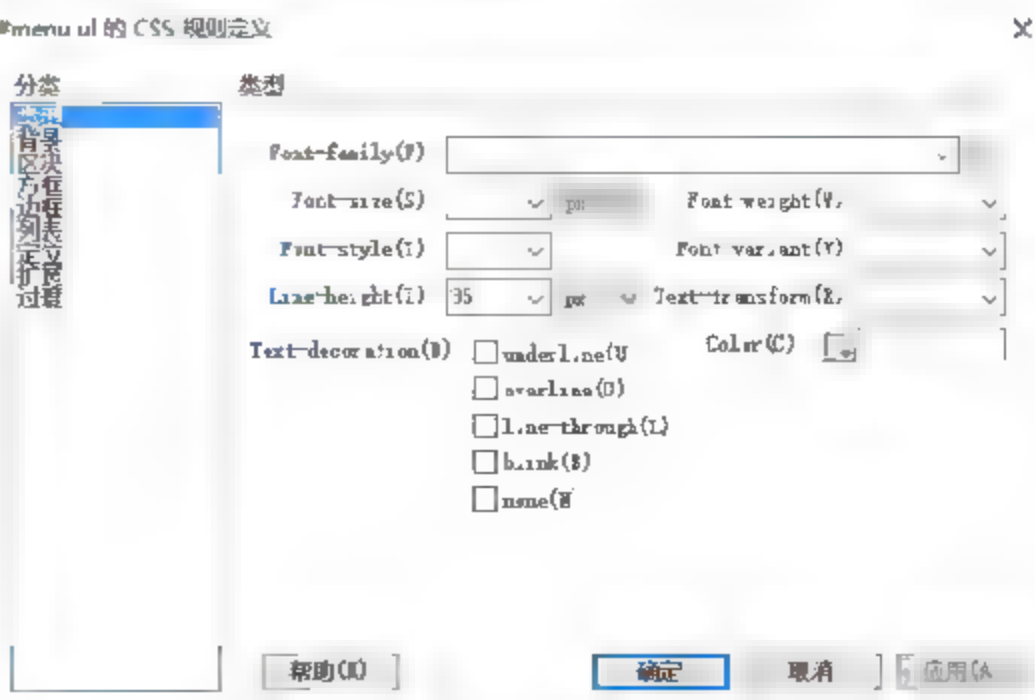 #menu ul 的 CSS 规则定义
分类
类型
类型
背景
区块
方框
边框
列表
定位
扩展
过渡
Font-family(F)
Font-size(S)
px
Font-weight(W)
Font-style(T)
Font-variant(V)
Line-height(I)
35
px
Text-transform(R)
Text-decoration(D)
underline(U)
Color(C)
overline(O)
line-through(L)
blink(B)
none(N)
帮助(H)
确定
取消
应用(A